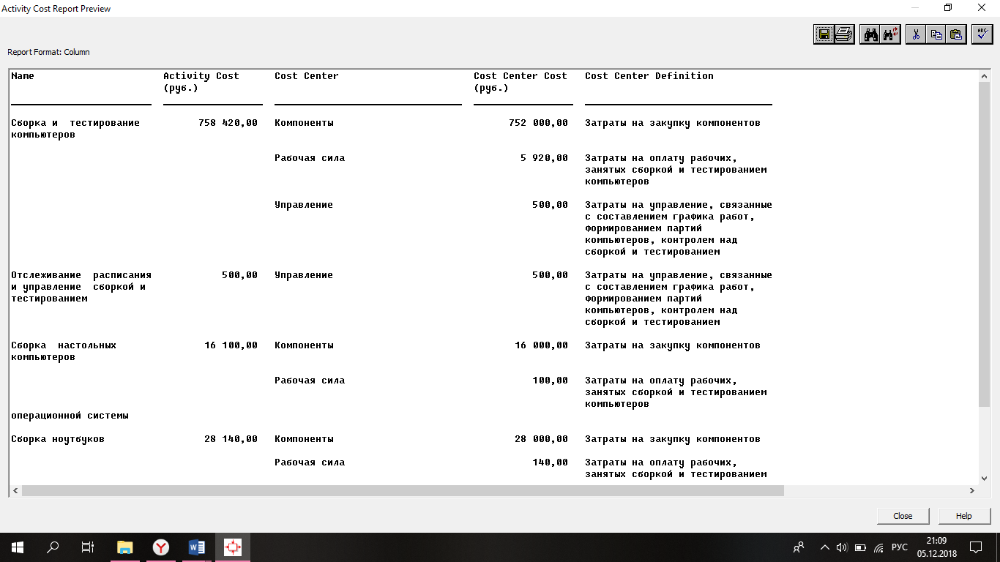 Activity Cost Report Preview
Report Format: Column
ABC
Name Activity Cost Cost Center Cost Center Cost Cost Center Definition
(руб.) (руб.)
Сборка и тестирование 758 420,00 Компоненты 752 000,00 Затраты на закупку компонентов
компьютеров
Рабочая сила 5 920,00 Затраты на оплату рабочих,
занятых сборкой и тестированием
компьютеров
Управление 500,00 Затраты на управление, связанные
с составлением графика работ,
формированием партий
компьютеров, контролем над
сборкой и тестированием
Отслеживание расписания 500,00 Управление 500,00 Затраты на управление, связанные
и управление сборкой и с составлением графика работ,
тестированием формированием партий
компьютеров, контролем над
сборкой и тестированием
Сборка настольных 16 100,00 Компоненты 16 000,00 Затраты на закупку компонентов
компьютеров
Рабочая сила 100,00 Затраты на оплату рабочих,
занятых сборкой и тестированием
компьютеров
операционной системы
Сборка ноутбуков 28 140,00 Компоненты 28 000,00 Затраты на закупку компонентов
Рабочая сила 140,00 Затраты на оплату рабочих,
занятых сборкой и тестированием
Close Help
РУС 21:09
05.12.2018